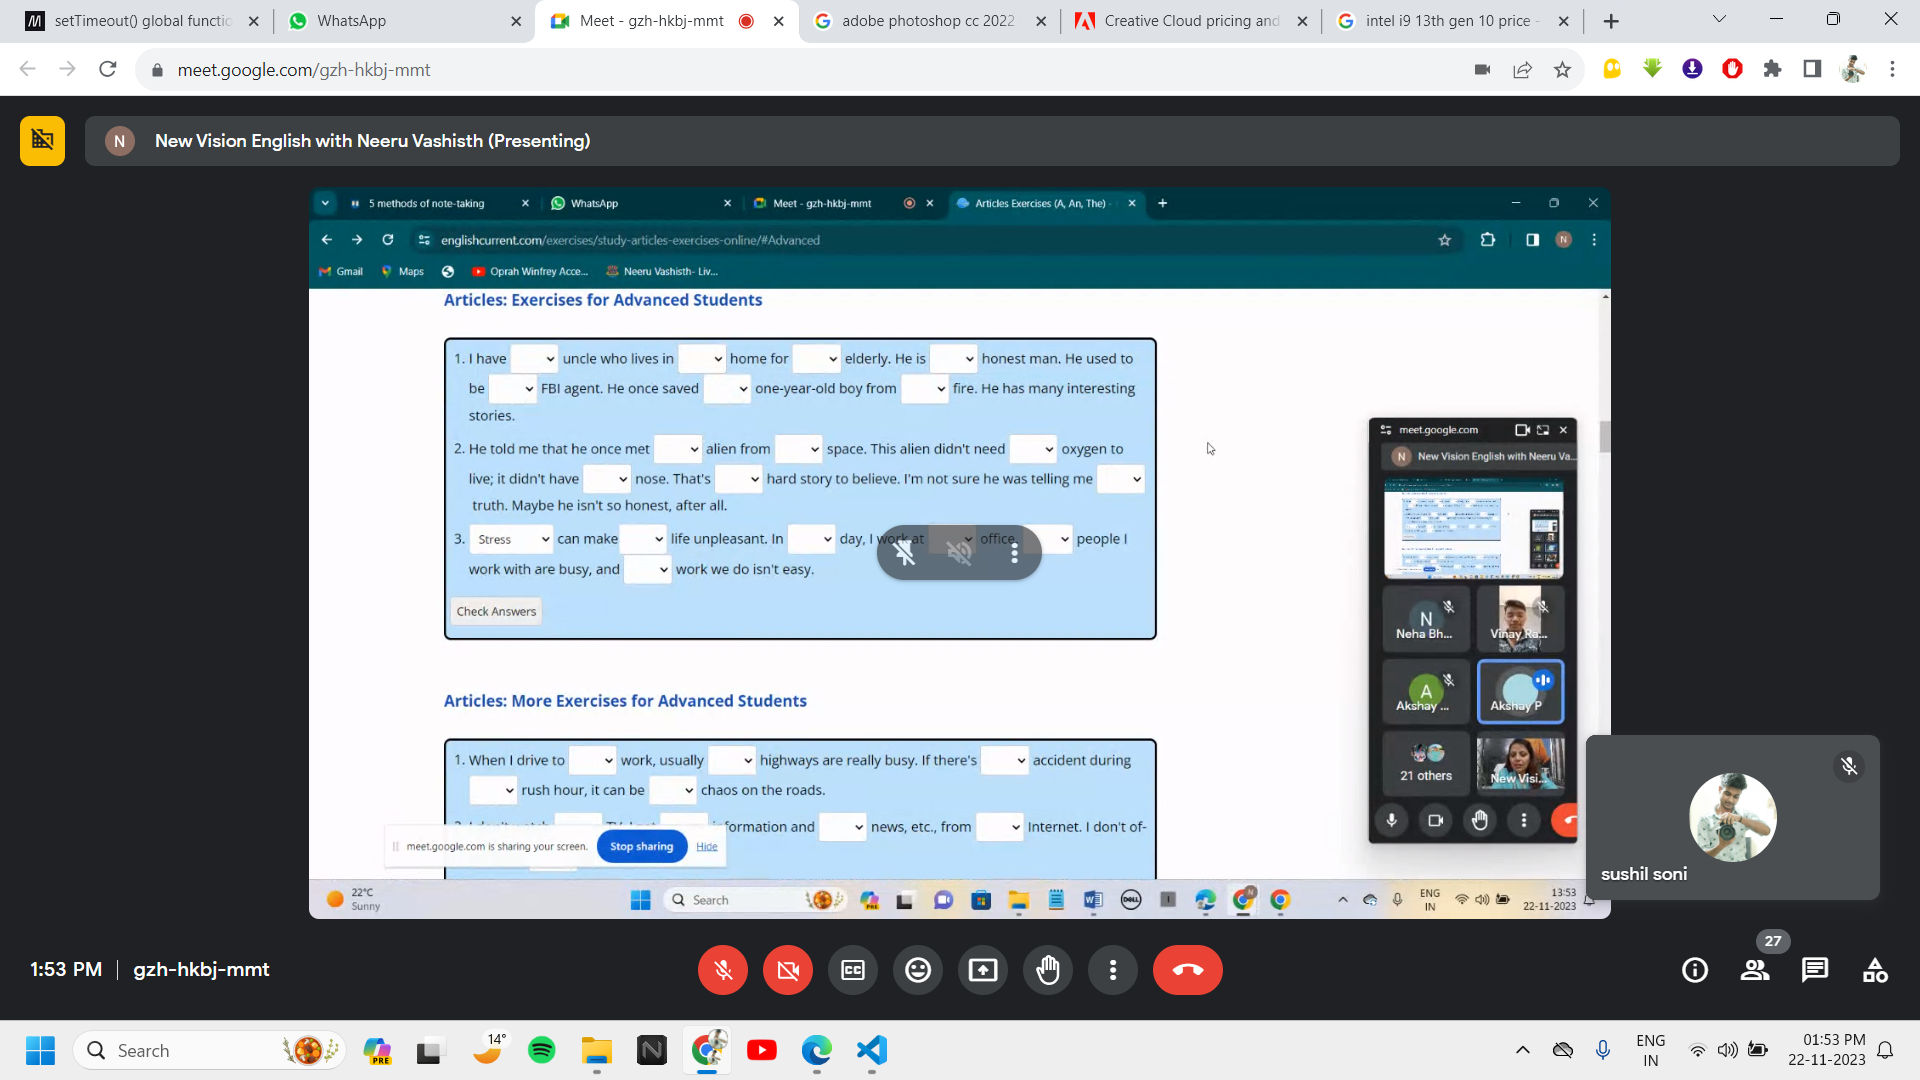 setTimeout() global functio
WhatsApp
Meet - gzh-hkbj-mmt
adobe photoshop cc 2022
Creative Cloud pricing and
intel i9 13th gen 10 price -
meet.google.com/gzh-hkbj-mmt
N
New Vision English with Neeru Vashisth (Presenting)
5 methods of note-taking
WhatsApp
Meet - gzh-hkbj-mmt
Articles Exercises (A, An, The) -
englishcurrent.com/exercises/study-articles-exercises-online/#Advanced
N
Gmail
Maps
Oprah Winfrey Acce...
Neeru Vashisth- Liv...
Articles: Exercises for Advanced Students
1. I have uncle who lives in home for elderly. He is honest man. He used to
be FBI agent. He once saved one-year-old boy from fire. He has many interesting
stories.
2. He told me that he once met alien from space. This alien didn't need oxygen to
live; it didn't have nose. That's hard story to believe. I'm not sure he was telling me
truth. Maybe he isn't so honest, after all.
3. Stress can make life unpleasant. In day, I work at office. people I
work with are busy, and work we do isn't easy.
Check Answers
Articles: More Exercises for Advanced Students
1. When I drive to work, usually highways are really busy. If there's accident during
rush hour, it can be chaos on the roads.
information and news, etc., from Internet. I don't of-
meet.google.com is sharing your screen.
Stop sharing
Hide
meet.google.com
N
New Vision English with Neeru Va...
N
Neha Bh...
Vinay Ra...
A
Akshay ...
Akshay P
21 others
New Visi...
22°C
Sunny
Search
PRE
DELL
ENG
IN
13:53
22-11-2023
sushil soni
1:53 PM
gzh-hkbj-mmt
27
Search
PRE
14°
N
ENG
IN
01:53 PM
22-11-2023